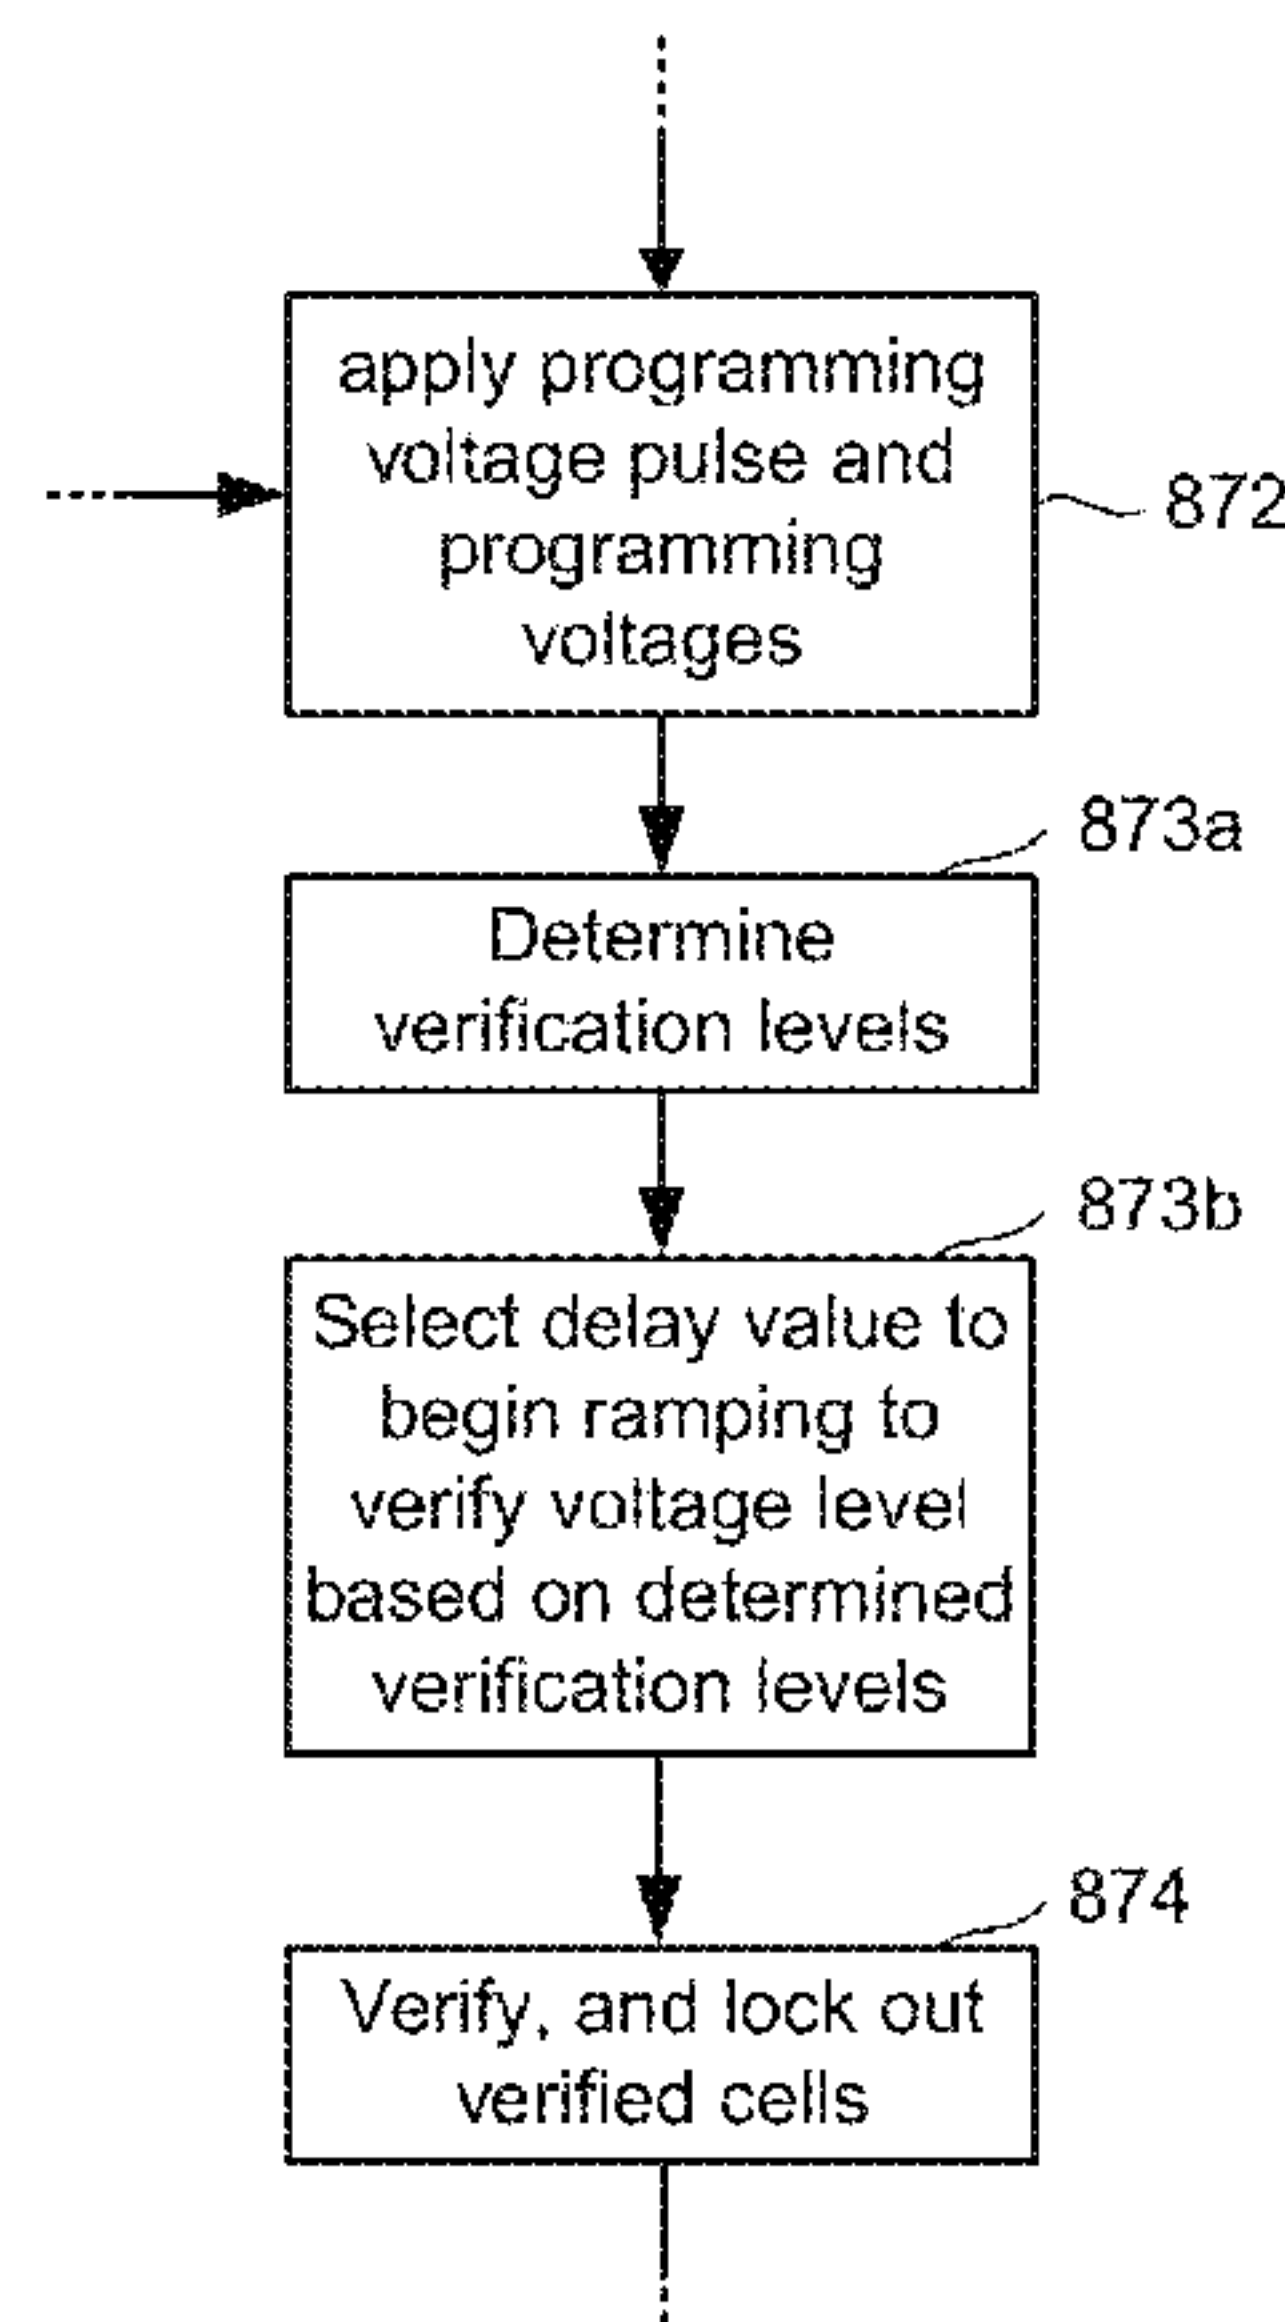 apply programming
voltage pulse and
programming
voltages
872
873a
Determine
verification levels
873b
Select delay value to
begin ramping to
verify voltage level
based on determined
verification levels
874
Verify, and lock out
verified cells